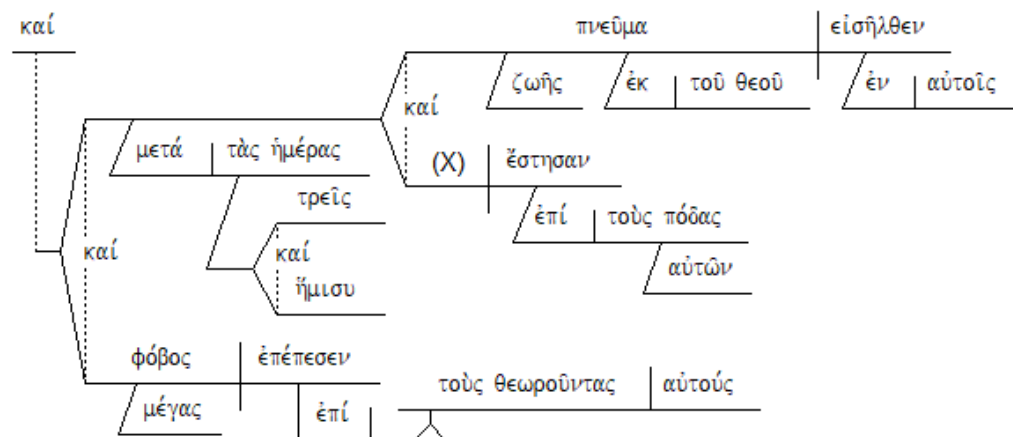 καί
πνεῦμα εἰσῆλθεν
καί ζωῆς ἐκ τοῦ θεοῦ ἐν αὐτοῖς
μετά τὰς ἡμέρας (X) ἔστησαν
τρεῖς ἐπί τοὺς πόδας
καί καί αὐτῶν
ἥμισυ
φόβος ἐπέπεσεν τοὺς θεωροῦντας αὐτούς
μέγας ἐπί